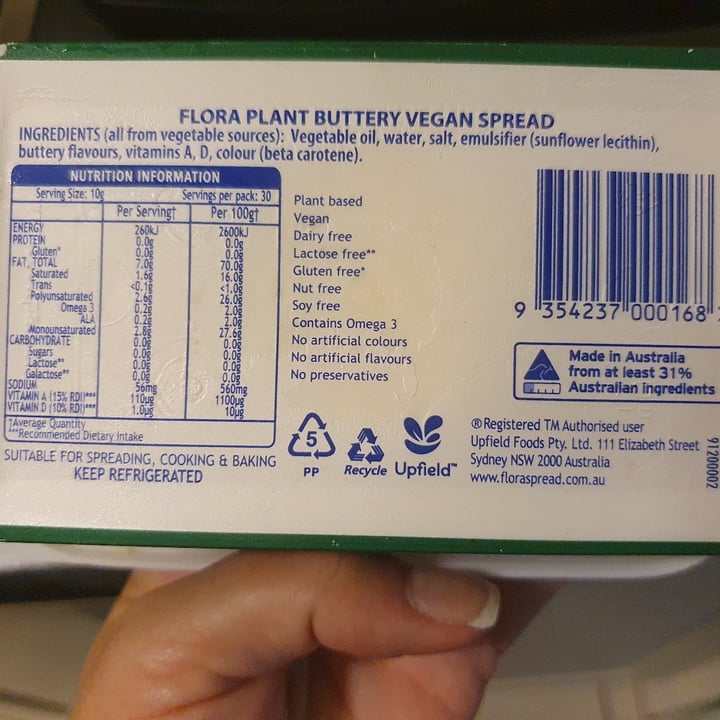 FLORA PLANT BUTTERY VEGAN SPREAD
INGREDIENTS (all from vegetable sources): Vegetable oil, water, salt, emulsifier (sunflower lecithin),
buttery flavours, vitamins A, D, colour (beta carotene).
NUTRITION INFORMATION
Serving Size: 10g Servings per pack: 30
Per Serving† Per 100g†
ENERGY 260kJ 2600kJ
PROTEIN 0.0g 0.0g
Gluten* 0.0g 0.0g
FAT, TOTAL 7.0g 70.0g
Saturated 1.6g 16.0g
Trans <0.1g <1.0g
Polyunsaturated 2.6g 26.0g
Omega 3 0.2g 2.0g
ALA 0.2g 2.0g
Monounsaturated 2.8g 27.6g
CARBOHYDRATE 0.0g 0.0g
Sugars 0.0g 0.0g
Lactose** 0.0g 0.0g
Galactose** 0.0g 0.0g
SODIUM 56mg 560mg
VITAMIN A (15% RDI)*** 110µg 1100µg
VITAMIN D (10% RDI)*** 1.0µg 10µg
†Average Quantity
***Recommended Dietary Intake
SUITABLE FOR SPREADING, COOKING & BAKING
KEEP REFRIGERATED
Plant based
Vegan
Dairy free
Lactose free**
Gluten free*
Nut free
Soy free
Contains Omega 3
No artificial colours
No artificial flavours
No preservatives
5
PP
Recycle
Upfield™
9 354237 000168 >
Made in Australia
from at least 31%
Australian ingredients
® Registered TM Authorised user
Upfield Foods Pty. Ltd. 111 Elizabeth Street
Sydney NSW 2000 Australia
www.floraspread.com.au
91200002